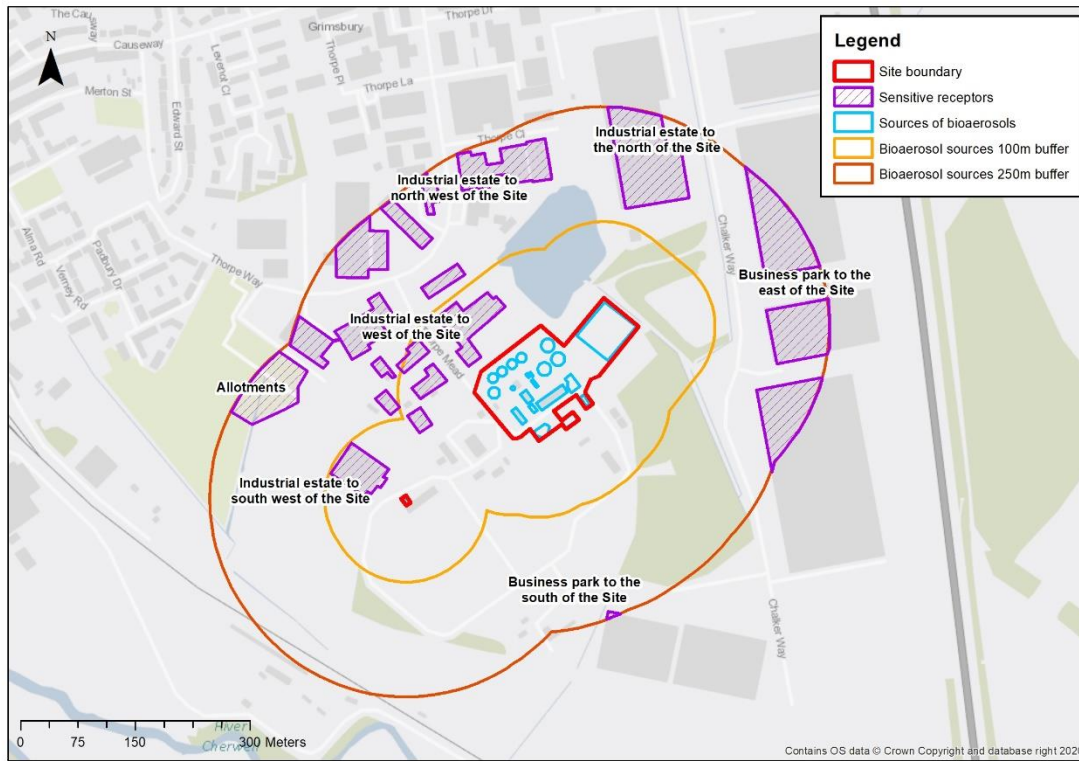 The Causeway
Causeway
Grimsbury
Thorpe Dr
Thorpe Pl
Levenot Cl
Merton St
Edward St
Thorpe La
Thorpe Cl
N
Alma Rd
Padbury Dr
Verney Rd
Thorpe Way
Industrial estate to
north west of the Site
Industrial estate to
the north of the Site
Chalker Way
Business park to the
east of the Site
Industrial estate to
west of the Site
Mead
Allotments
Industrial estate to
south west of the Site
Business park to the
south of the Site
Chalker Way
River
Cherwell
0 75 150 300 Meters
Legend
Site boundary
Sensitive receptors
Sources of bioaerosols
Bioaerosol sources 100m buffer
Bioaerosol sources 250m buffer
Contains OS data © Crown Copyright and database right 2020